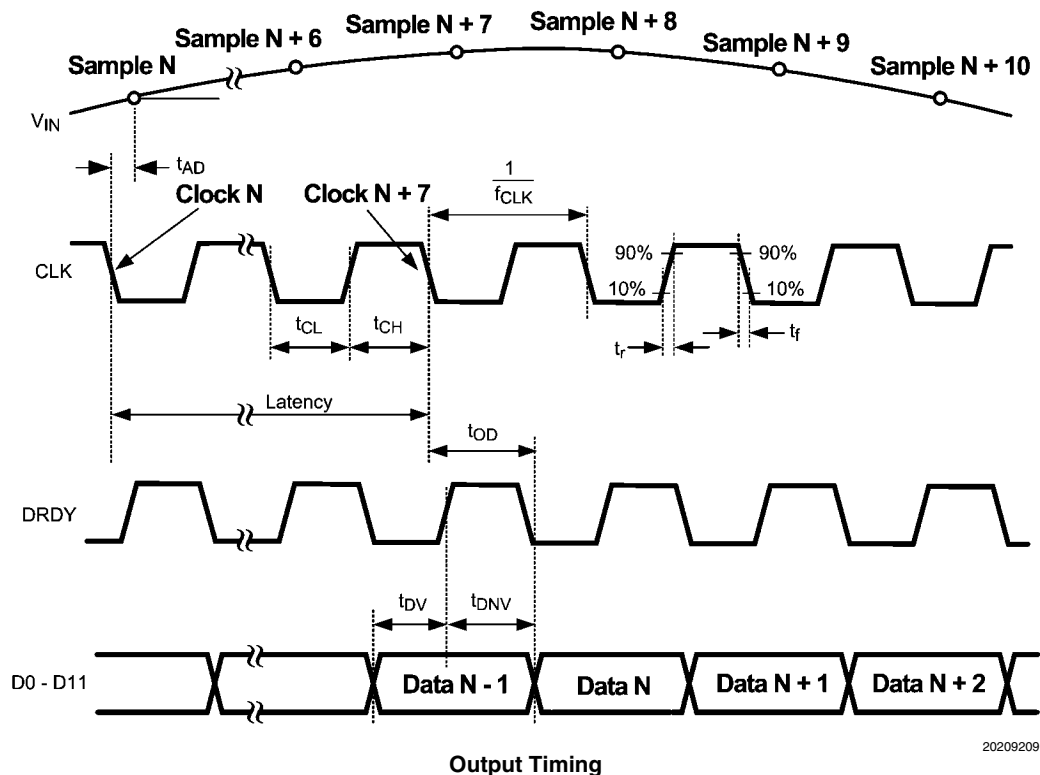 Sample N + 8
Sample N + 7
Sample N + 6
Sample N + 9
Sample N
Sample N + 10
VIN
tAD
1
fCLK
Clock N
Clock N + 7
CLK
90%
90%
10%
10%
tCL
tCH
tr
tf
Latency
tOD
DRDY
tDV
tDNV
D0 - D11
Data N - 1
Data N
Data N + 1
Data N + 2
20209209
Output Timing